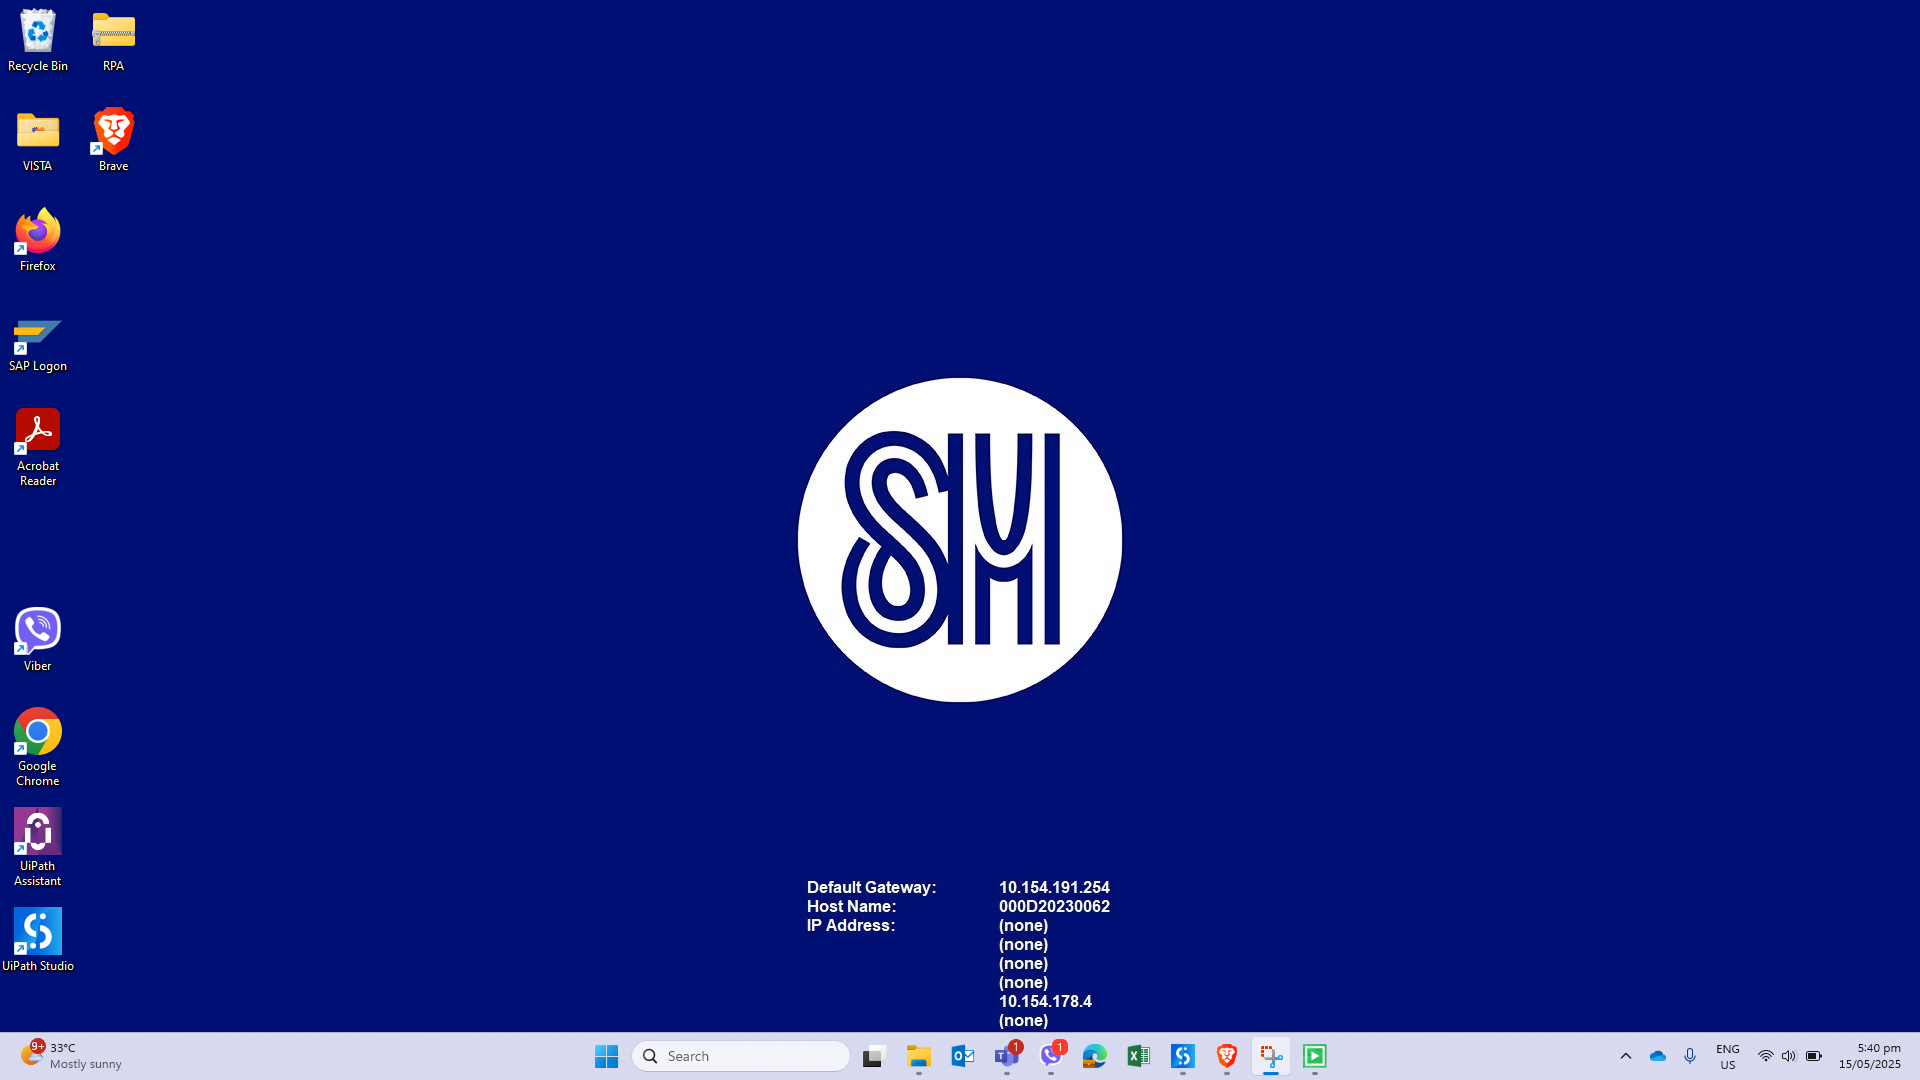 Recycle Bin
RPA
VISTA
Brave
Firefox
SAP Logon
Acrobat
Reader
Viber
Google
Chrome
UiPath
Assistant
UiPath Studio
SM
Default Gateway: 10.154.191.254
Host Name: 000D20230062
IP Address: (none)
(none)
(none)
(none)
10.154.178.4
(none)
9+
33°C
Mostly sunny
Search
1
1
ENG
US
5:40 pm
15/05/2025